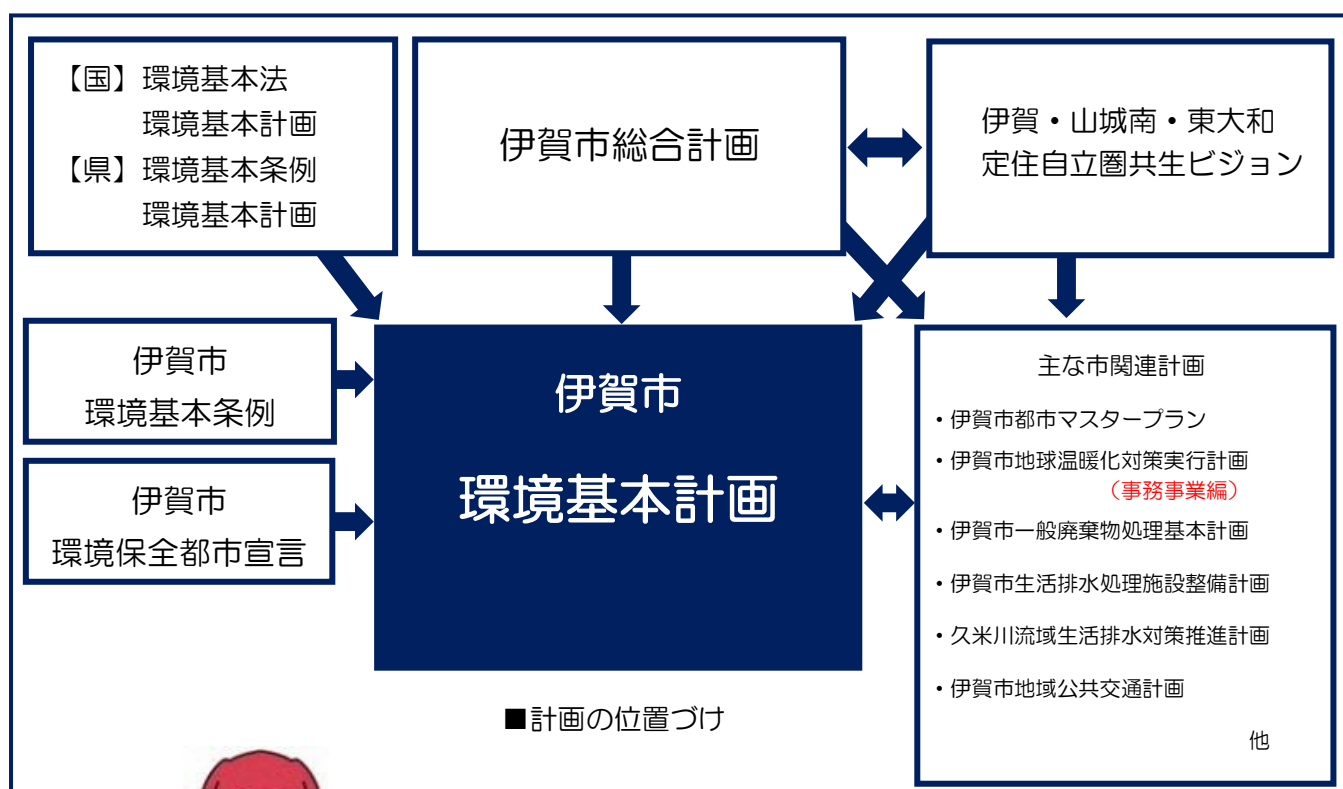 【国】環境基本法
環境基本計画
【県】環境基本条例
環境基本計画
伊賀市総合計画
伊賀・山城南・東大和
定住自立圏共生ビジョン
伊賀市
環境基本条例
伊賀市
環境保全都市宣言
伊賀市
環境基本計画
主な市関連計画
・伊賀市都市マスタープラン
・伊賀市地球温暖化対策実行計画
（事務事業編）
・伊賀市一般廃棄物処理基本計画
・伊賀市生活排水処理施設整備計画
・久米川流域生活排水対策推進計画
・伊賀市地域公共交通計画
他
■計画の位置づけ